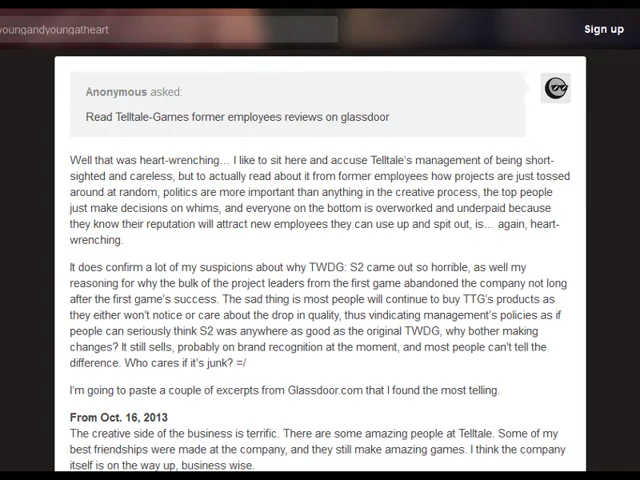 youngandyoungatheart
Sign up
Anonymous asked:
Read Telltale-Games former employees reviews on glassdoor
Well that was heart-wrenching… I like to sit here and accuse Telltale's management of being short-
sighted and careless, but to actually read about it from former employees how projects are just tossed
around at random, politics are more important than anything in the creative process, the top people
just make decisions on whims, and everyone on the bottom is overworked and underpaid because
they know their reputation will attract new employees they can use up and spit out, is… again, heart-
wrenching.
It does confirm a lot of my suspicions about why TWDG: S2 came out so horrible, as well my
reasoning for why the bulk of the project leaders from the first game abandoned the company not long
after the first game's success. The sad thing is most people will continue to buy TTG's products as
they either won't notice or care about the drop in quality, thus vindicating management's policies as if
people can seriously think S2 was anywhere as good as the original TWDG, why bother making
changes? It still sells, probably on brand recognition at the moment, and most people can't tell the
difference. Who cares if it's junk? =/
I'm going to paste a couple of excerpts from Glassdoor.com that I found the most telling.
From Oct. 16, 2013
The creative side of the business is terrific. There are some amazing people at Telltale. Some of my
best friendships were made at the company, and they still make amazing games. I think the company
itself is on the way up, business wise.